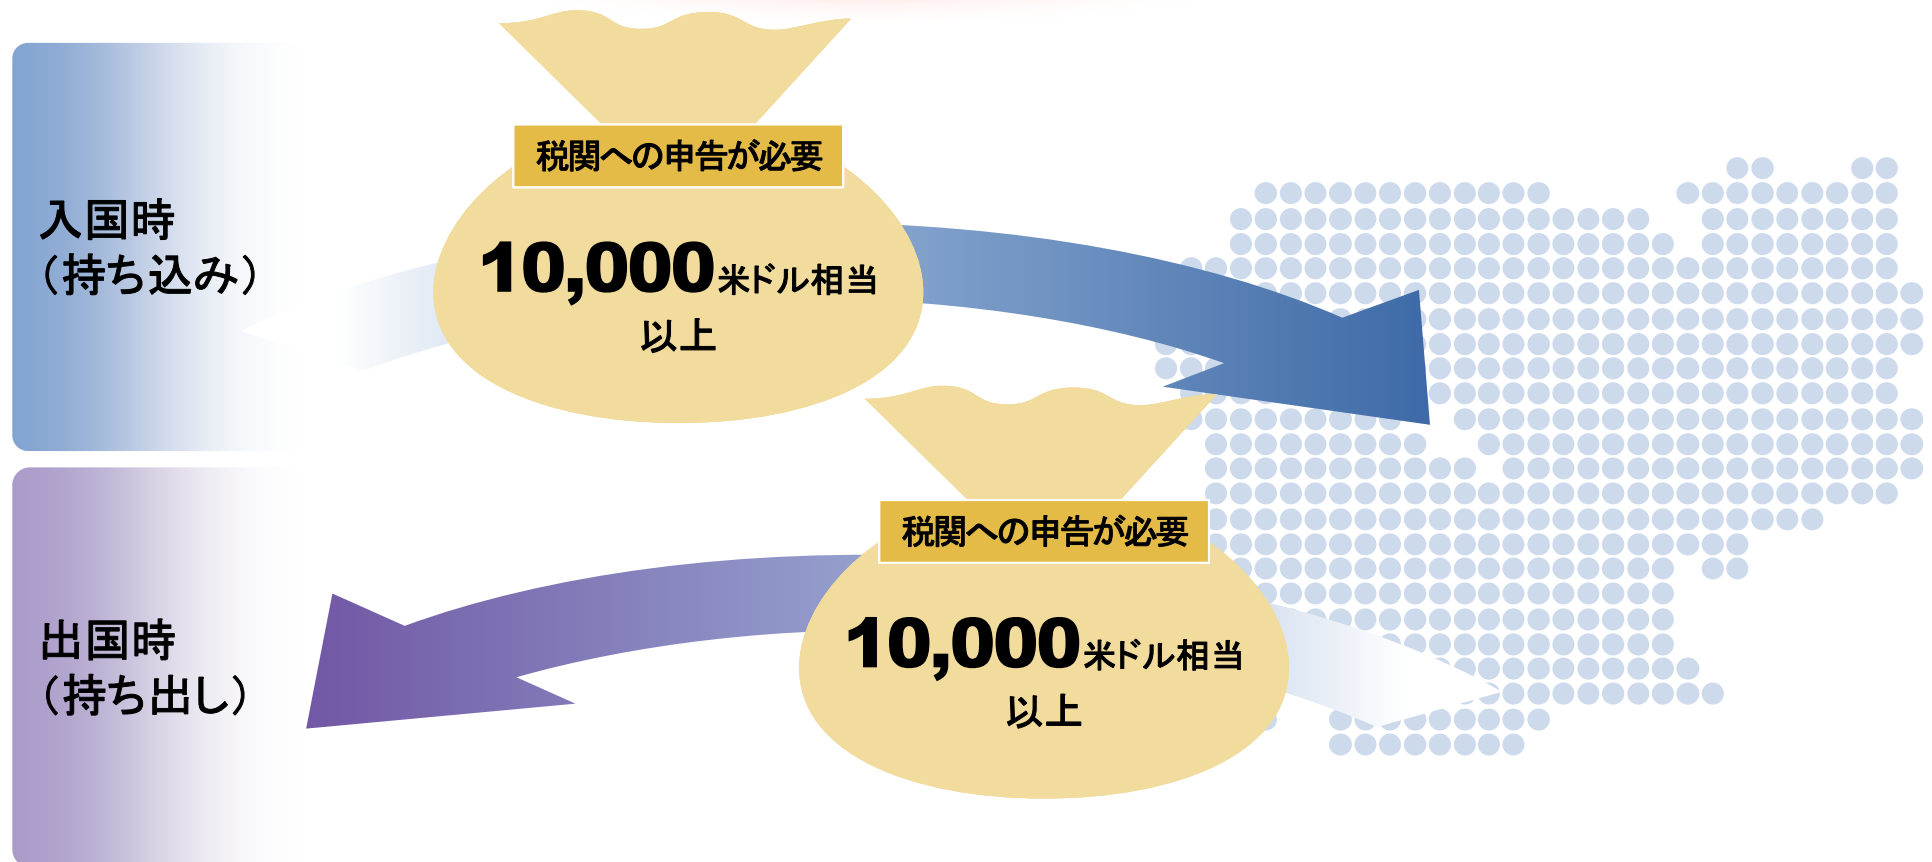 入国時
（持ち込み）
税関への申告が必要
10,000米ドル相当
以上
出国時
（持ち出し）
税関への申告が必要
10,000米ドル相当
以上